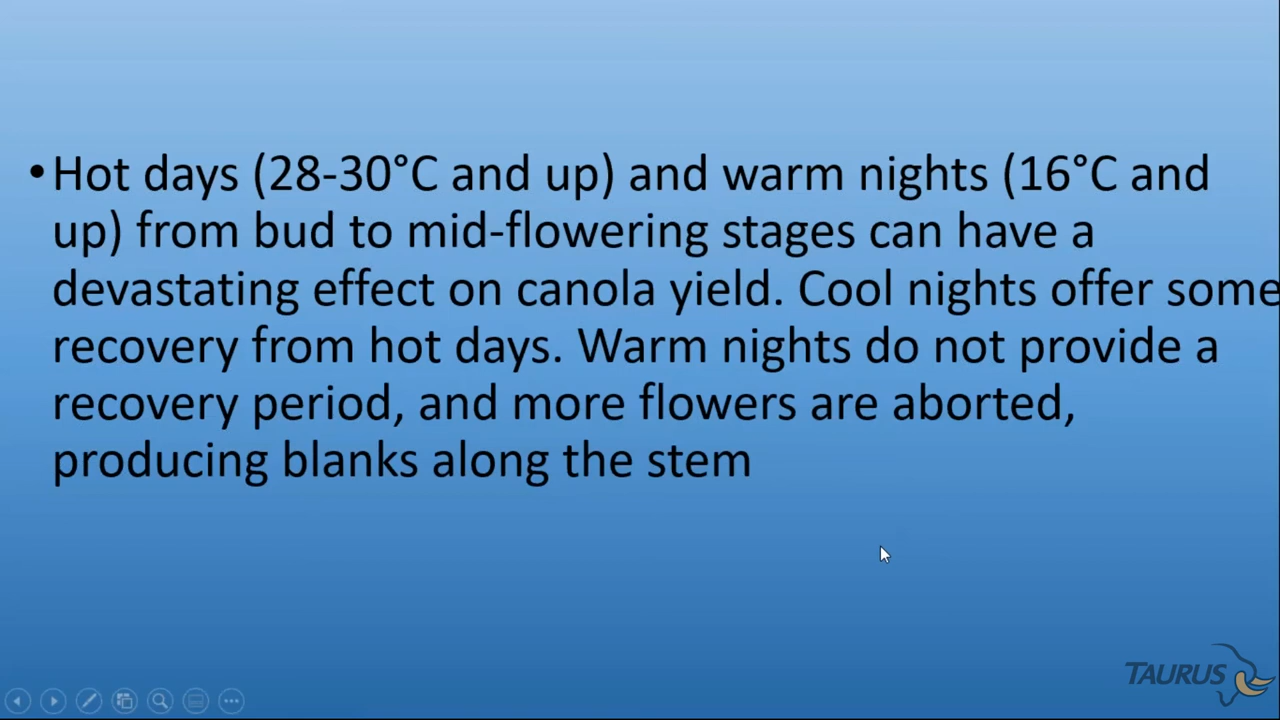 •Hot days (28-30°C and up) and warm nights (16°C and
up) from bud to mid-flowering stages can have a
devastating effect on canola yield. Cool nights offer some
recovery from hot days. Warm nights do not provide a
recovery period, and more flowers are aborted,
producing blanks along the stem
TAURUS